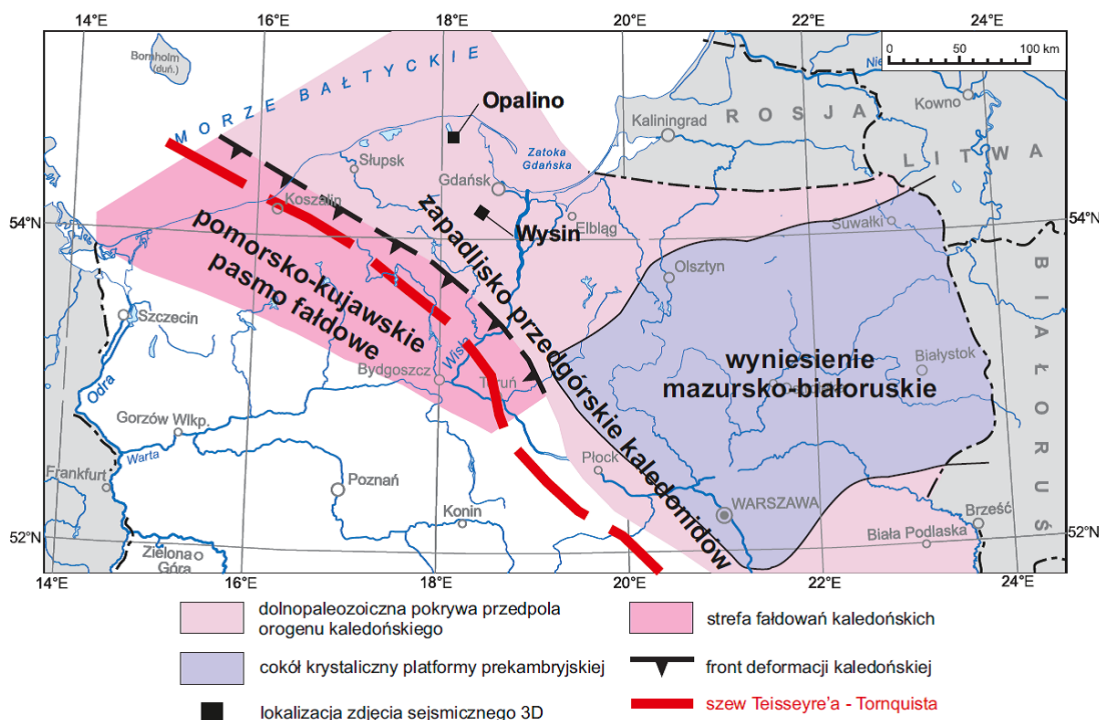 14°E
16°E
18°E
20°E
22°E
24°E
0 50 100 km
Bornholm
(duń.)
MORZE BAŁTYCKIE
Opalino
Nie
Kowno
Kaliningrad
ROSJA
LITWA
Zatoka
Gdańska
Słupsk
Gdańsk
Koszalin
54°N
54°N
Wysin
Elbląg
Suwałki
zapadlisko przedgórskie kaledonidów
pomorsko-kujawskie
pasmo fałdowe
Olsztyn
BIAŁORUŚ
Szczecin
Wisła
wyniesienie
mazursko-białoruskie
Białystok
Bydgoszcz
Toruń
Odra
Gorzów Wlkp.
Warta
Płock
Frankfurt
Poznań
WARSZAWA
Konin
Brześć
52°N
52°N
Biała Podlaska
Zielona
Góra
14°E
16°E
18°E
20°E
22°E
24°E
dolnopaleozoiczna pokrywa przedpola
orogenu kaledońskiego
strefa fałdowań kaledońskich
cokół krystaliczny platformy prekambryjskiej
front deformacji kaledońskiej
lokalizacja zdjęcia sejsmicznego 3D
szew Teisseyre'a - Tornquista